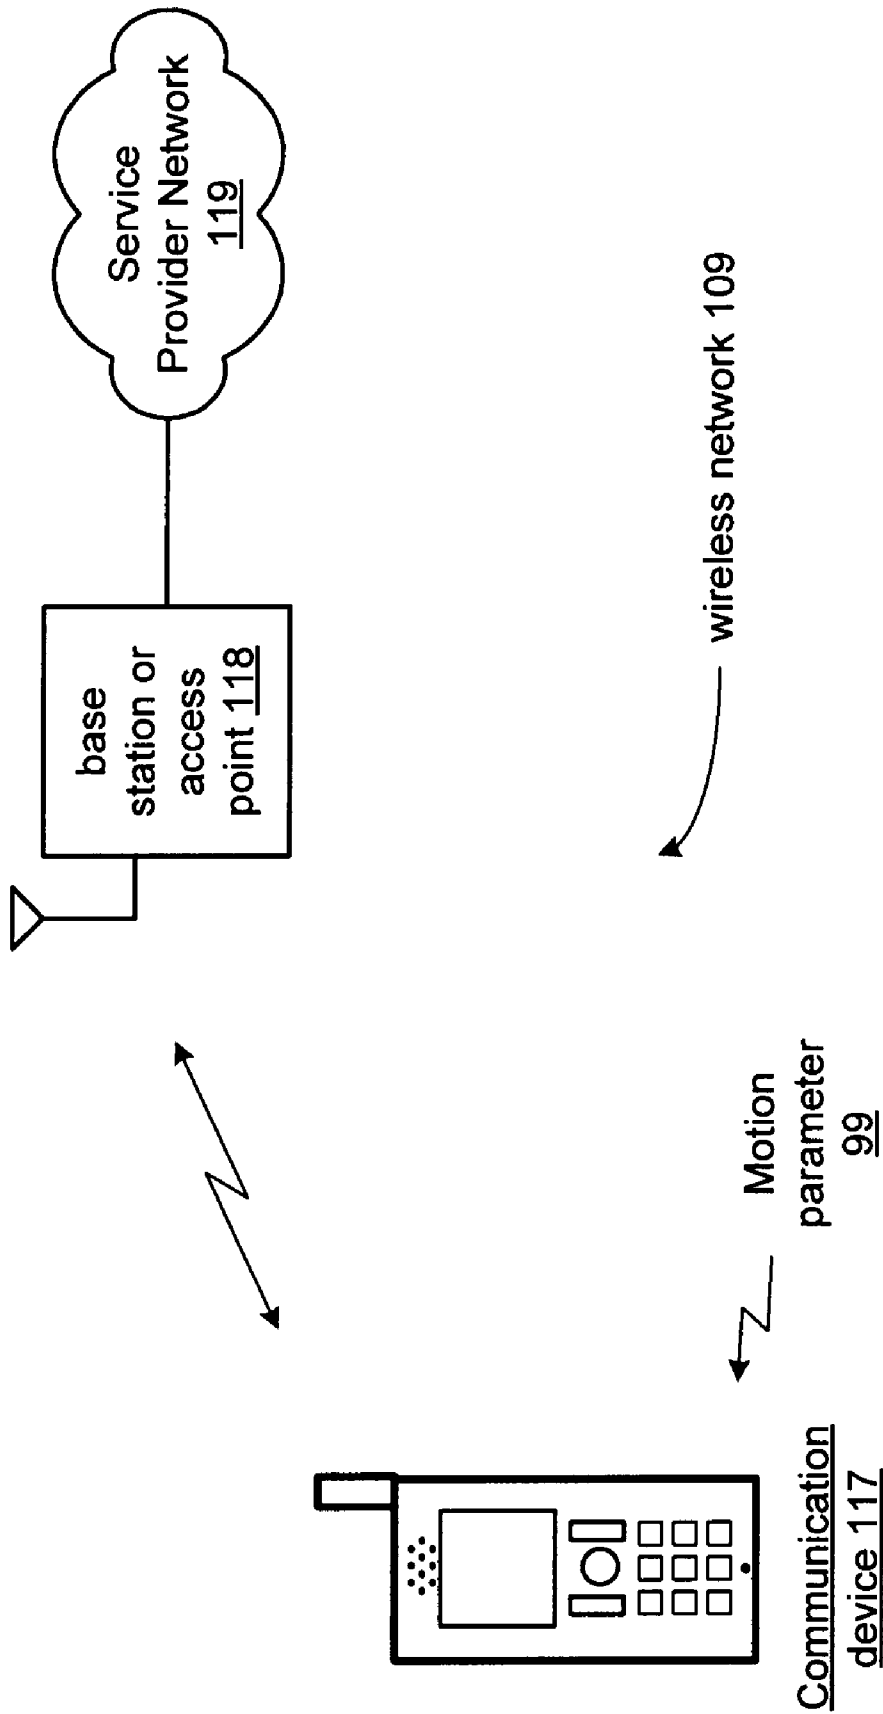 Service
Provider Network
119
base
station or
access
point 118
wireless network 109
Motion
parameter
99
Communication
device 117